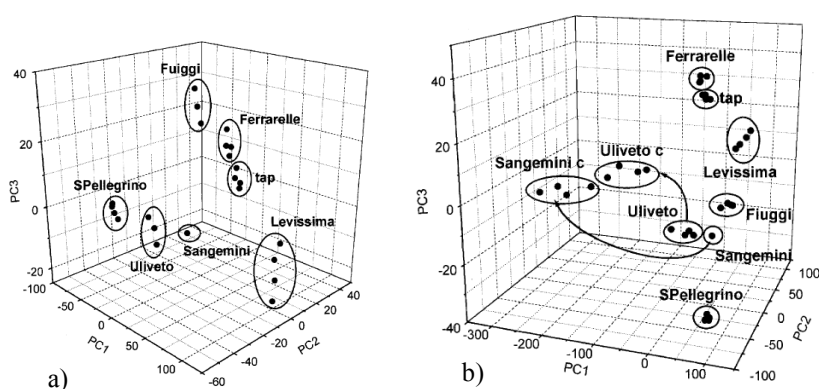 40
20
0
-20
PC3
-100
-50
0
50
100
PC1
-60
-40
-20
0
20
40
PC2
Fuiggi
Ferrarelle
tap
SPellegrino
Levissima
Uliveto
Sangemini
a)
b)
40
20
0
-20
-40
PC3
-300
-200
-100
0
100
PC1
-100
-50
0
50
100
PC2
Ferrarelle
tap
Uliveto c
Sangemini c
Levissima
Uliveto
Fiuggi
Sangemini
SPellegrino